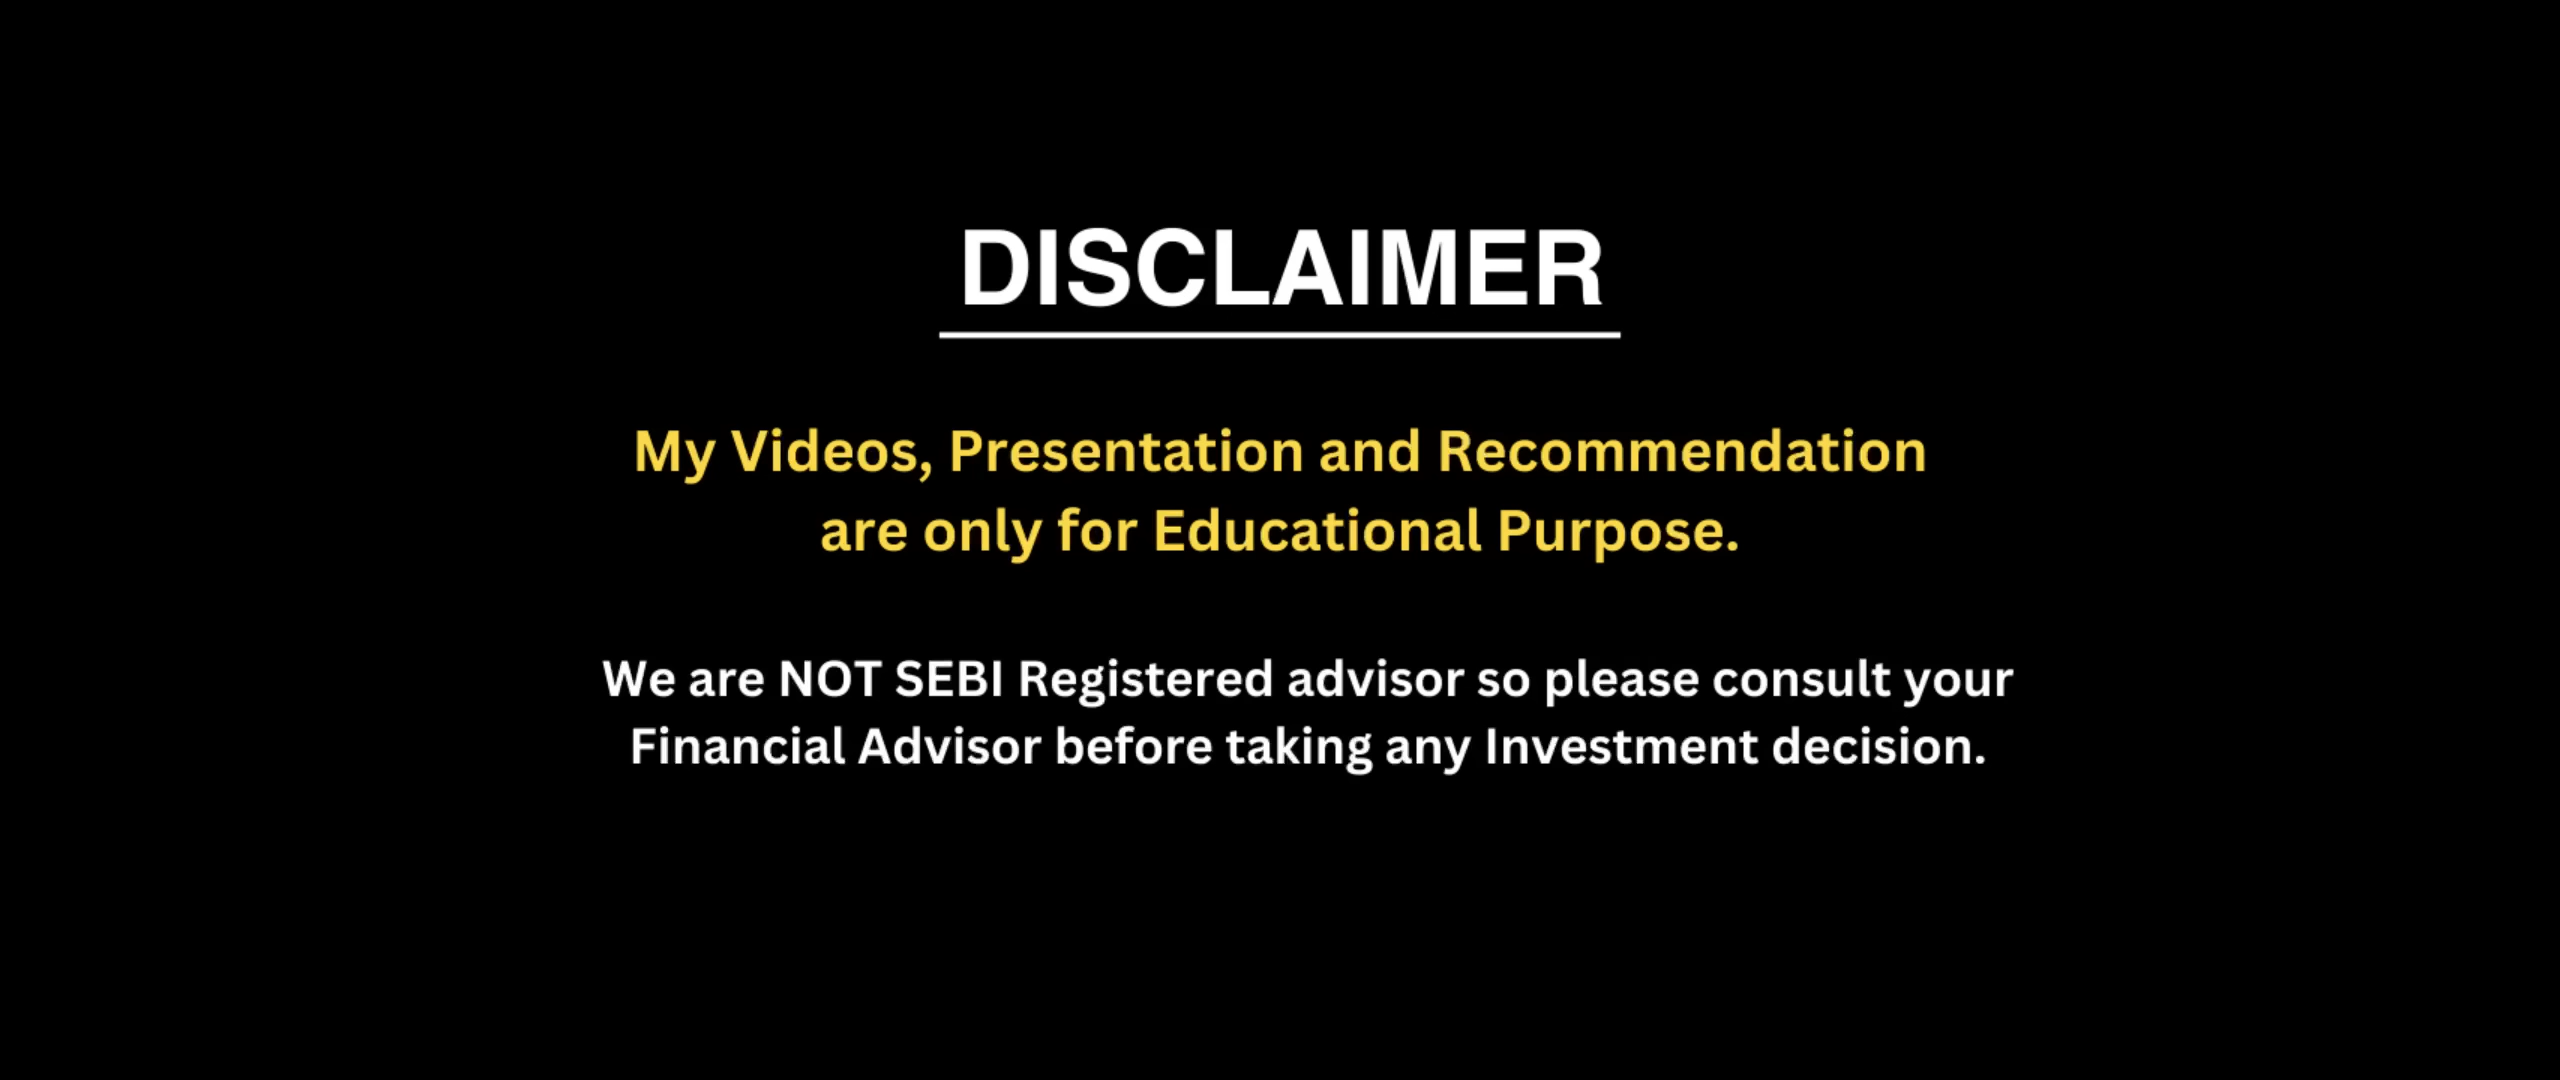 DISCLAIMER
My Videos, Presentation and Recommendation
are only for Educational Purpose.
We are NOT SEBI Registered advisor so please consult your
Financial Advisor before taking any Investment decision.